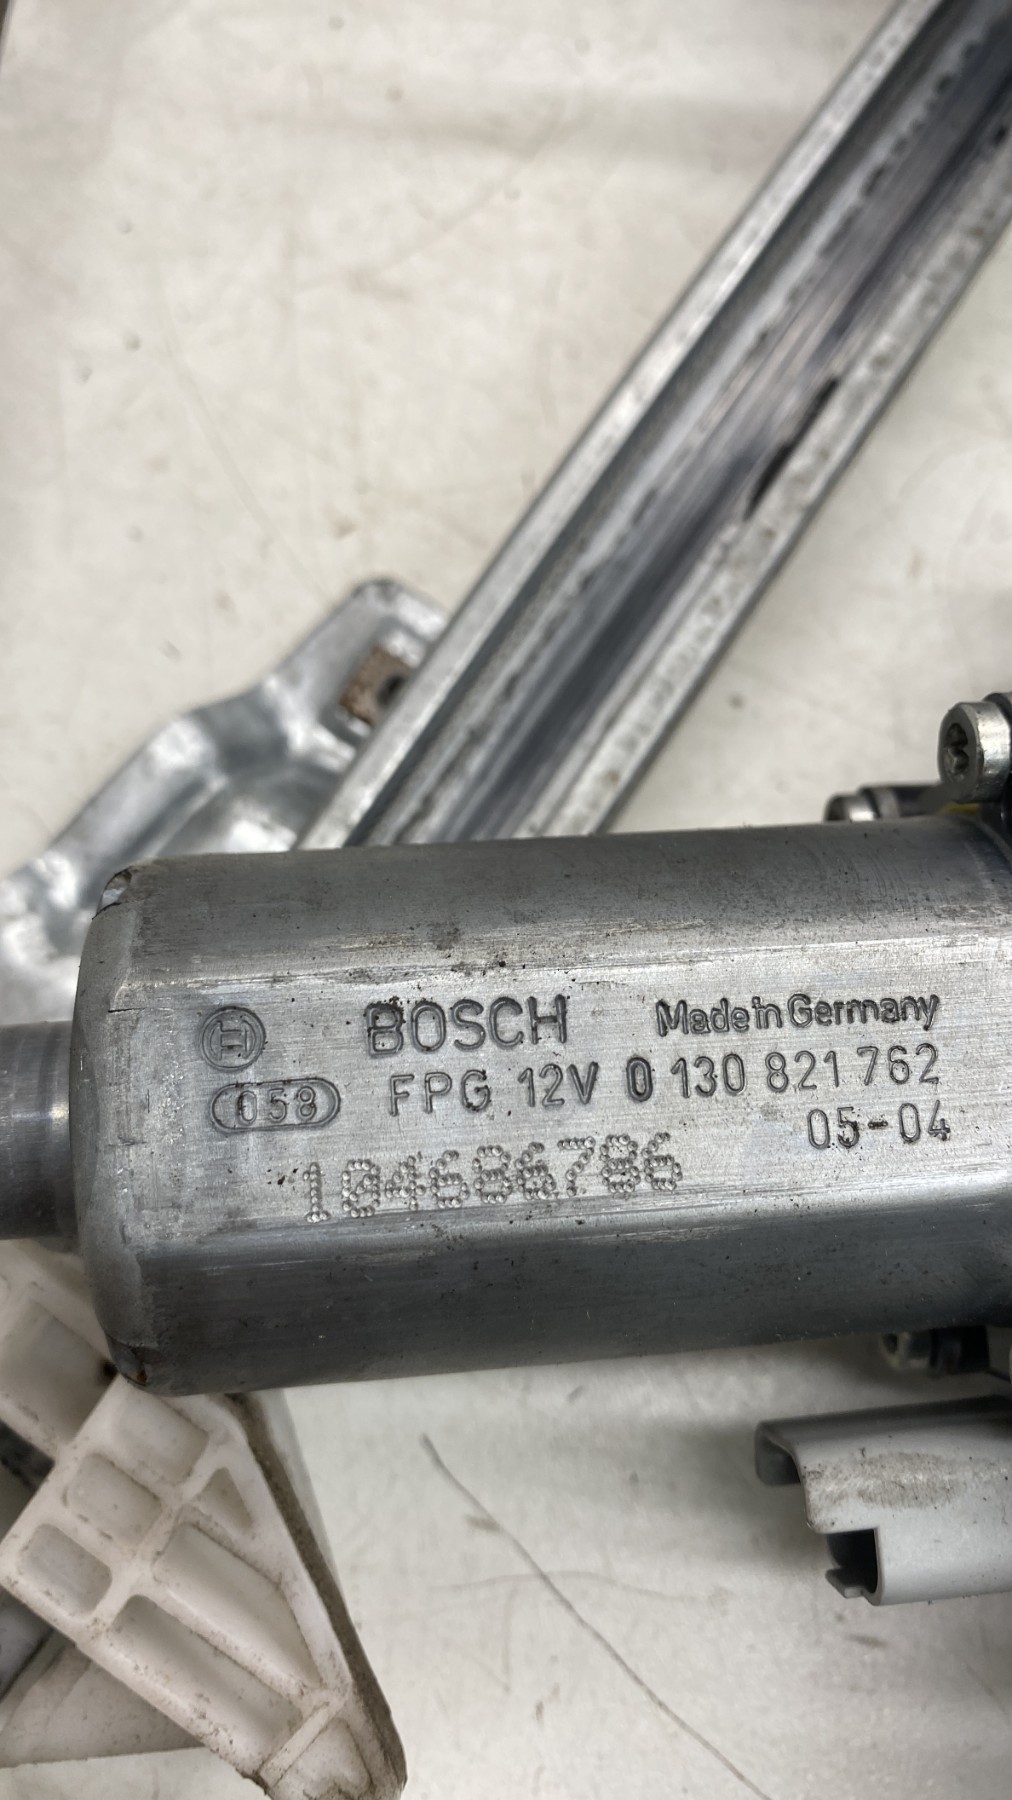 BOSCH Made in Germany
058 FPG 12V 0 130 821 762
05-04
104686786